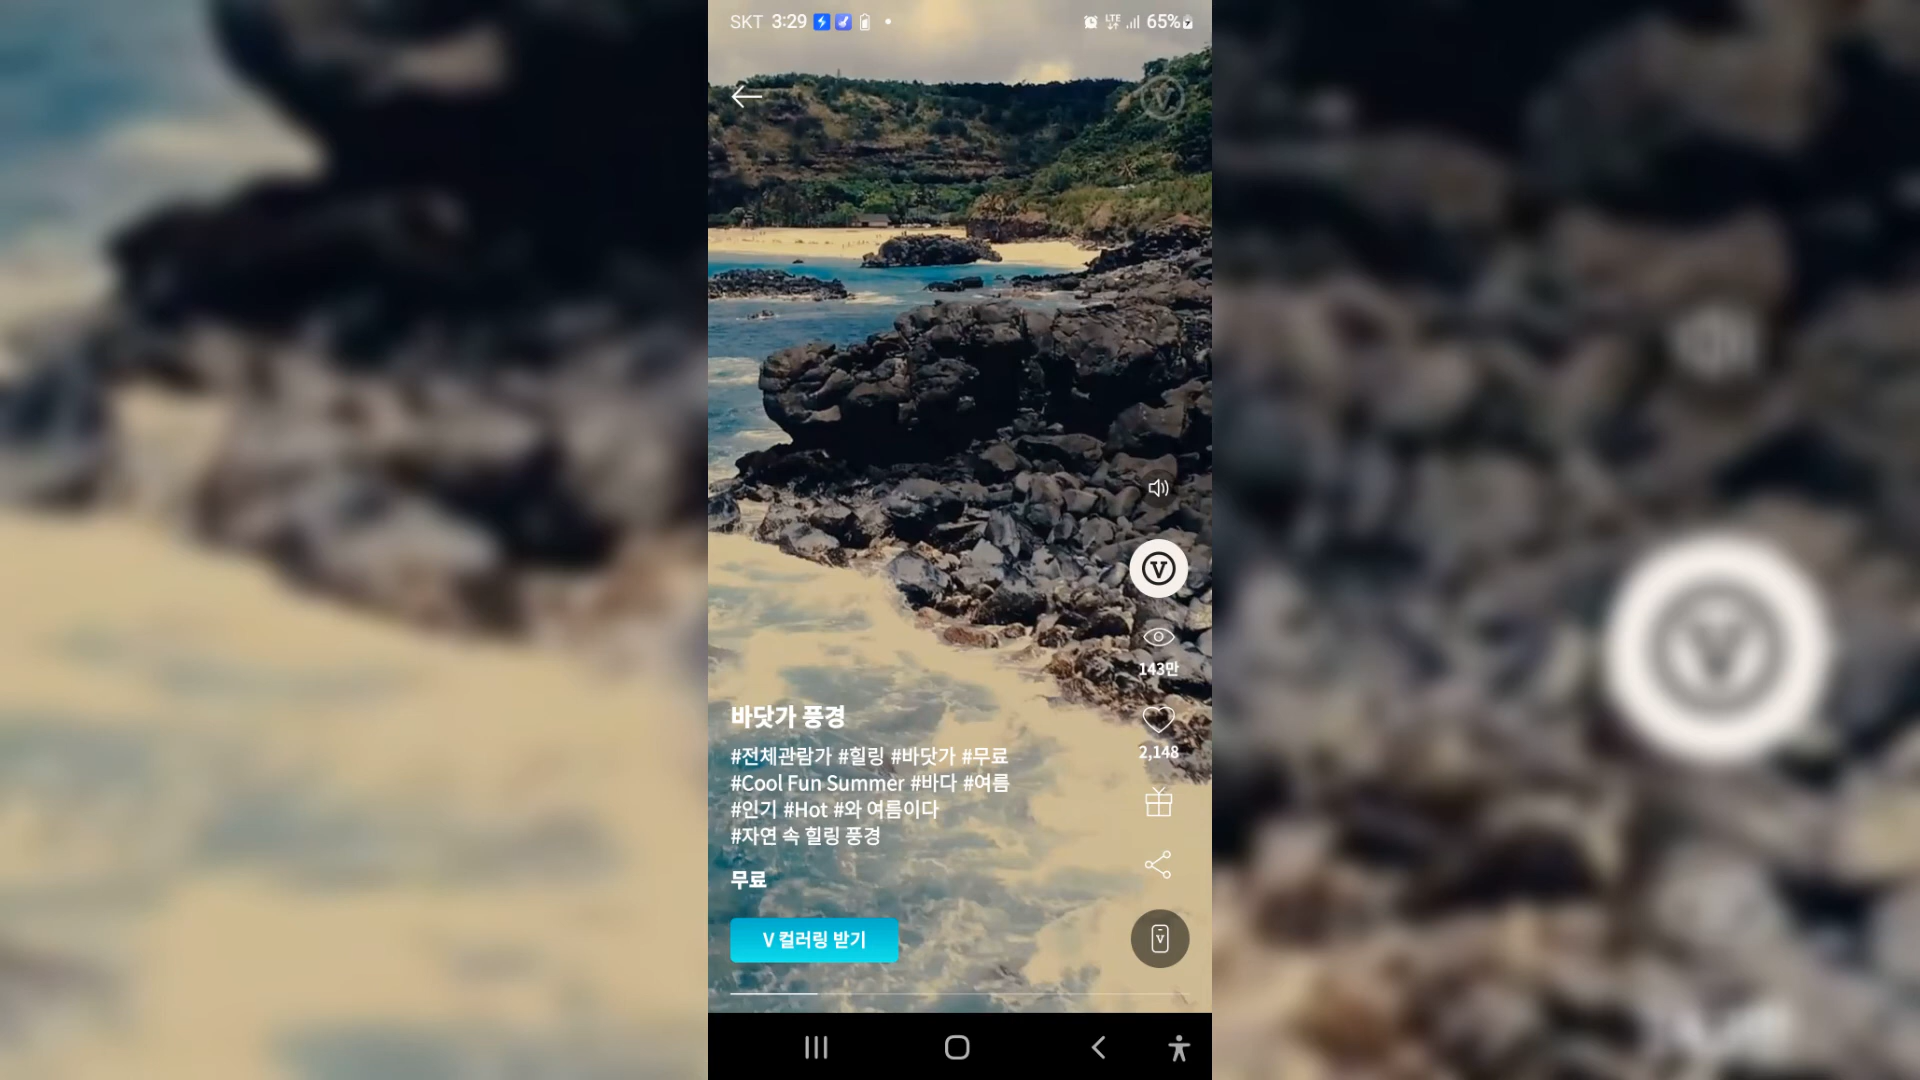 SKT 3:29
LTE 65%
V
V
143만
바닷가 풍경
#전체관람가 #힐링 #바닷가 #무료
#Cool Fun Summer #바다 #여름
#인기 #Hot #와 여름이다
#자연 속 힐링 풍경
2,148
무료
V 컬러링 받기
V